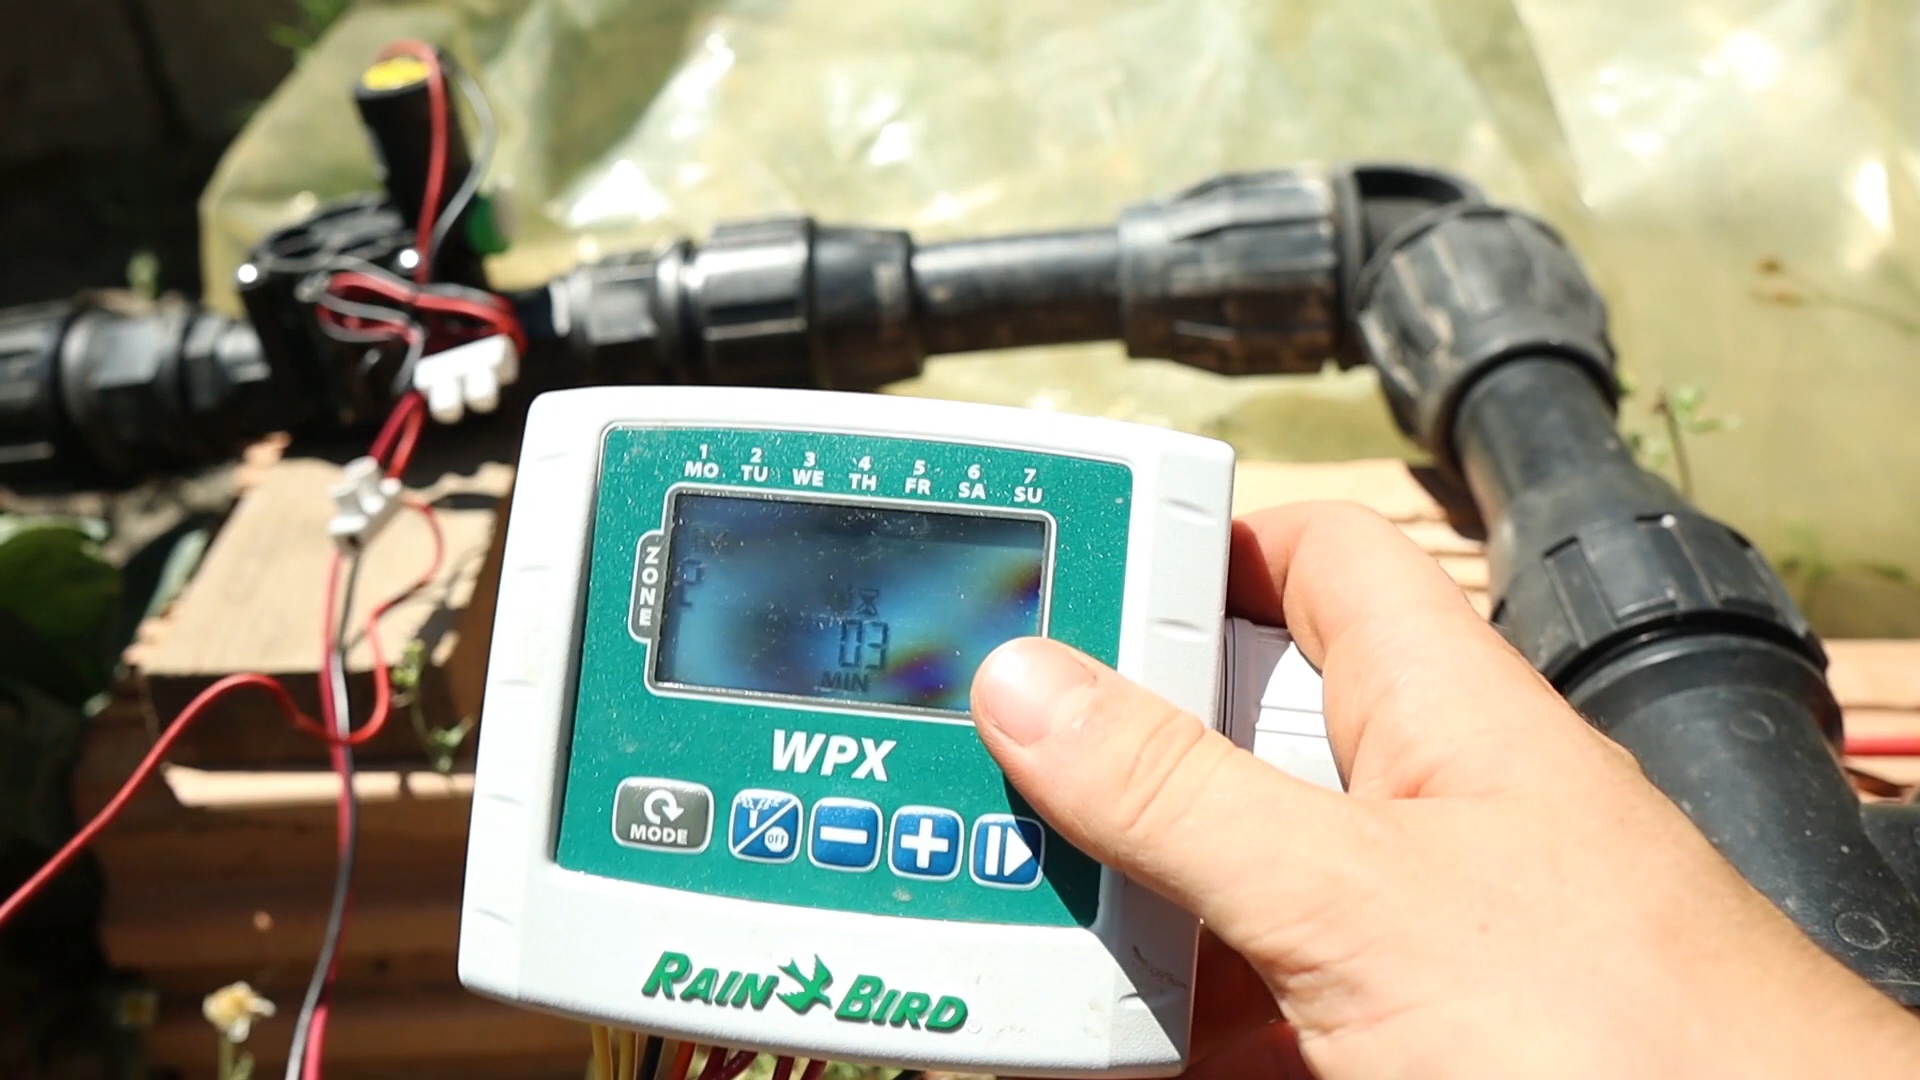 1 2 3 4 5 6 7
MO TU WE TH FR SA SU
ZONE
03
MIN
WPX
MODE
OFF
RAIN BIRD